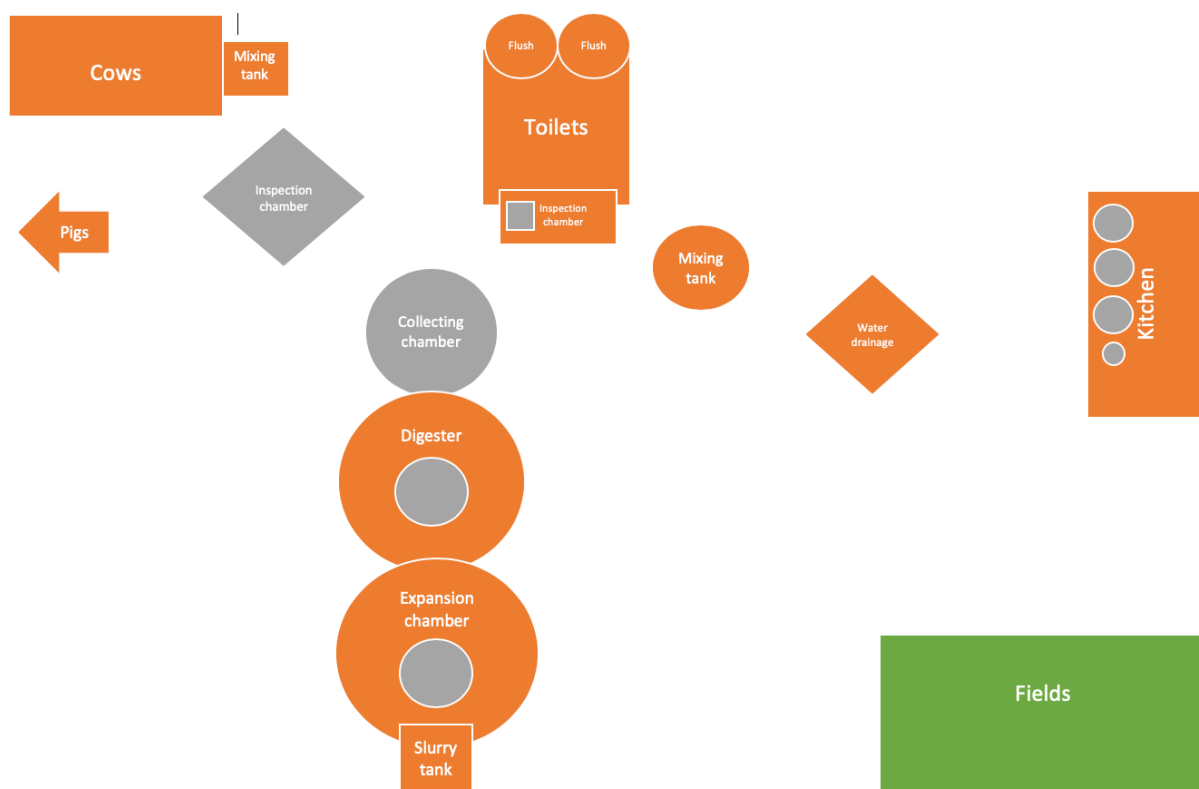 Cows
Mixing
tank
Flush
Flush
Toilets
Inspection
chamber
Inspection
chamber
Pigs
Mixing
tank
Kitchen
Collecting
chamber
Water
drainage
Digester
Expansion
chamber
Fields
Slurry
tank